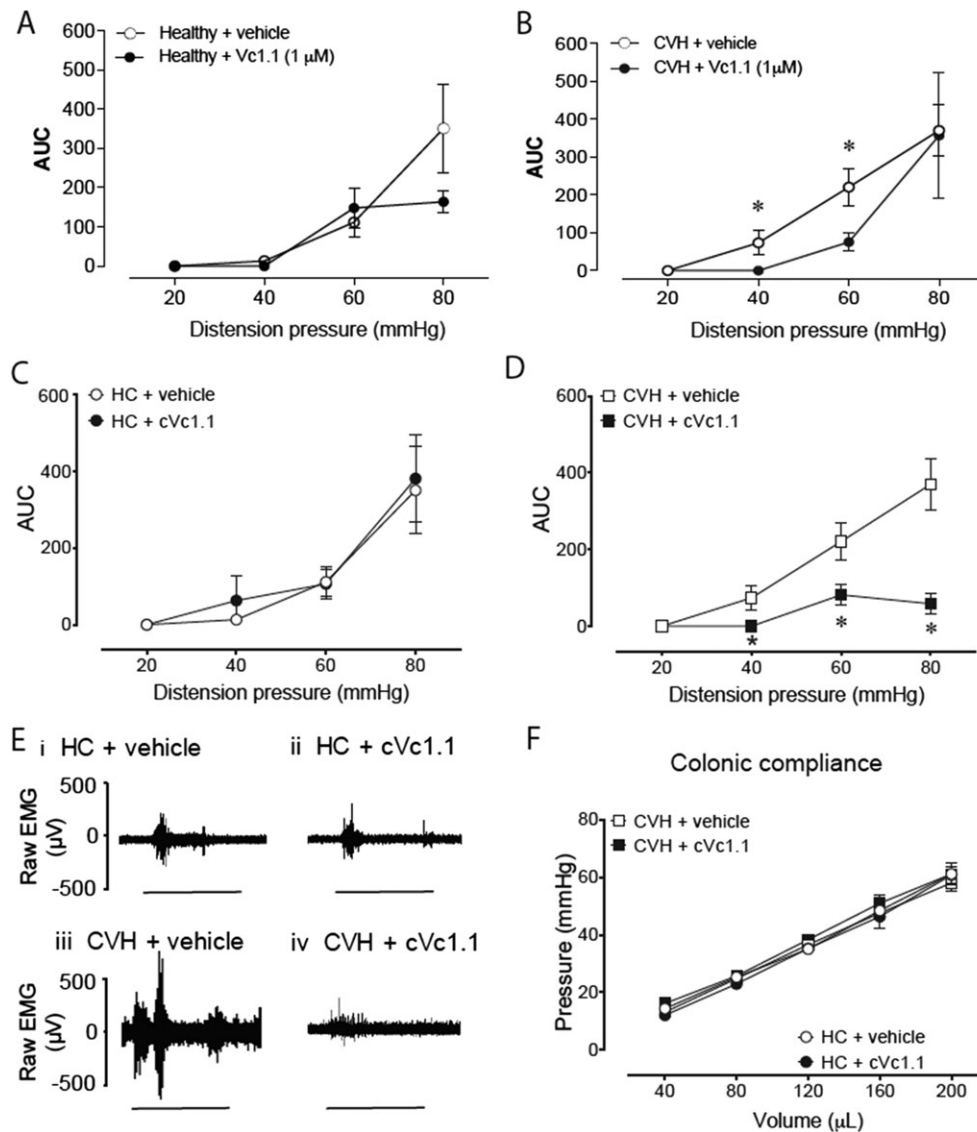 A
Healthy + vehicle
Healthy + Vc1.1 (1 μM)
600
500
400
300
200
100
0
AUC
20 40 60 80
Distension pressure (mmHg)
B
CVH + vehicle
CVH + Vc1.1 (1μM)
600
500
400
300
200
100
0
AUC
* *
20 40 60 80
Distension pressure (mmHg)
C
HC + vehicle
HC + cVc1.1
600
400
200
0
AUC
20 40 60 80
Distension pressure (mmHg)
D
CVH + vehicle
CVH + cVc1.1
600
400
200
0
AUC
* * *
20 40 60 80
Distension pressure (mmHg)
E
i HC + vehicle
ii HC + cVc1.1
500
0
-500
Raw EMG
(μV)
iii CVH + vehicle
iv CVH + cVc1.1
500
0
-500
Raw EMG
(μV)
F
Colonic compliance
CVH + vehicle
CVH + cVc1.1
80
60
40
20
0
Pressure (mmHg)
HC + vehicle
HC + cVc1.1
40 80 120 160 200
Volume (μL)